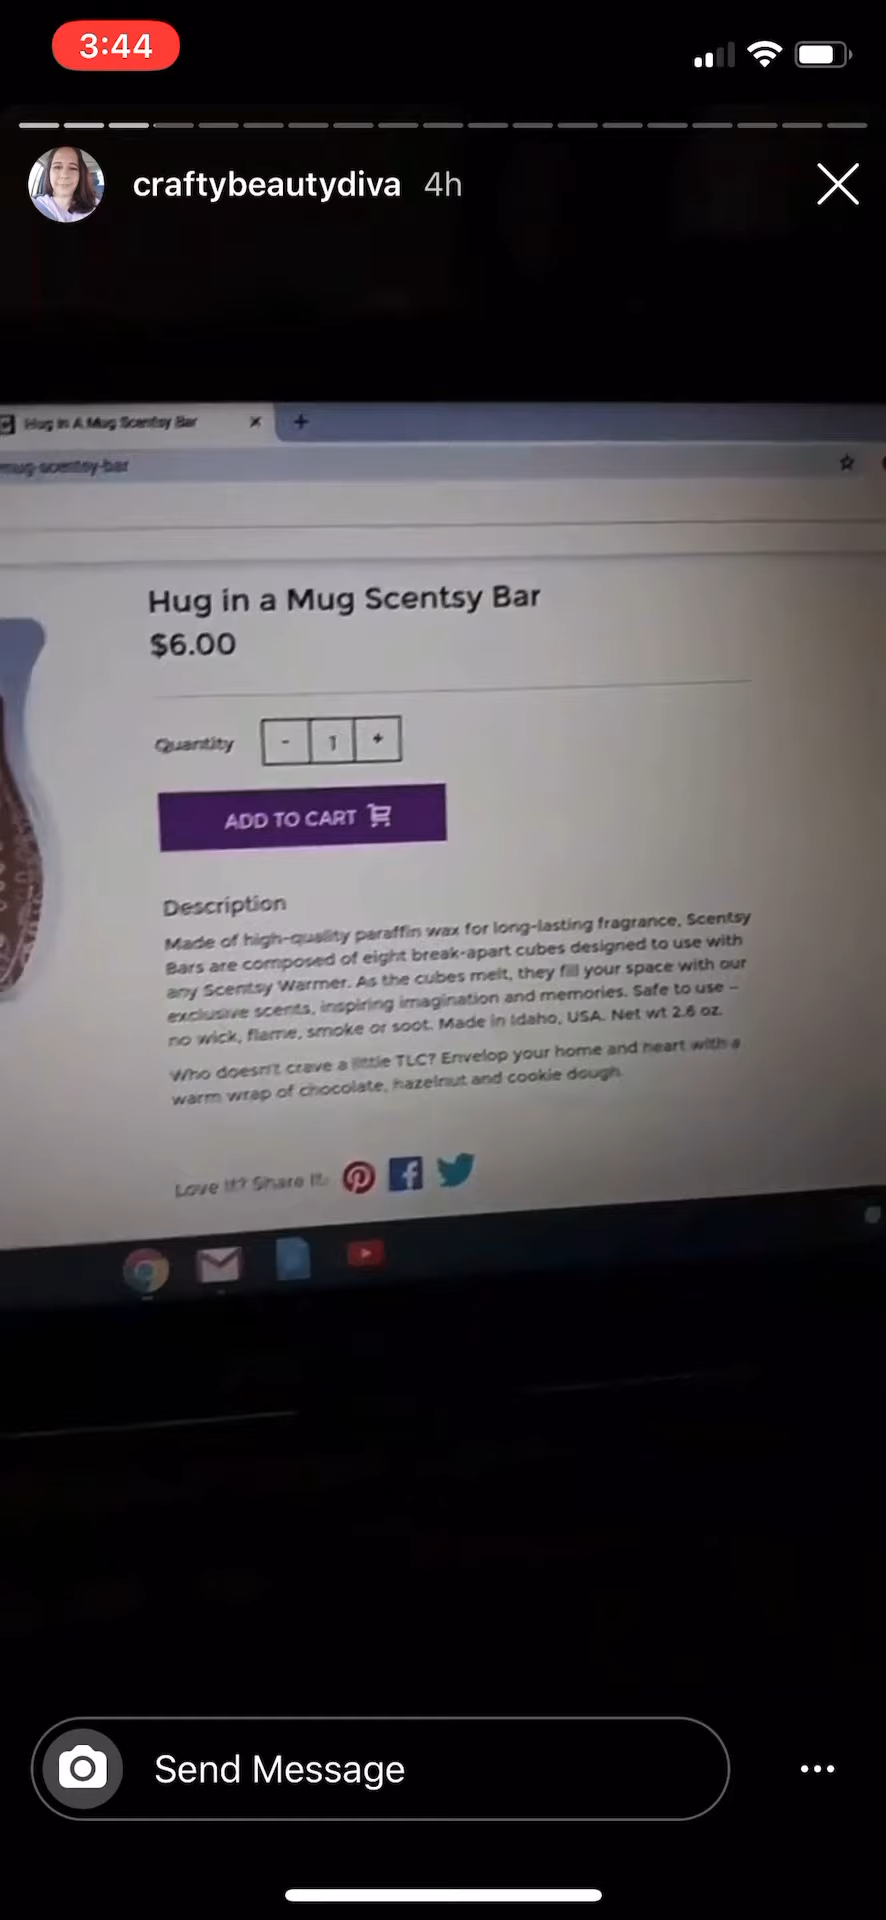 3:44
craftybeautydiva 4h
Hug in A Mug Scentsy Bar
mug-scentsy-bar
Hug in a Mug Scentsy Bar
$6.00
Quantity - 1 +
ADD TO CART
Description
Made of high-quality paraffin wax for long-lasting fragrance, Scentsy
Bars are composed of eight break-apart cubes designed to use with
any Scentsy Warmer. As the cubes melt, they fill your space with our
exclusive scents, inspiring imagination and memories. Safe to use –
no wick, flame, smoke or soot. Made in Idaho, USA. Net wt 2.6 oz.
Who doesn't crave a little TLC? Envelop your home and heart with a
warm wrap of chocolate, hazelnut and cookie dough.
Love It? Share It:
Send Message